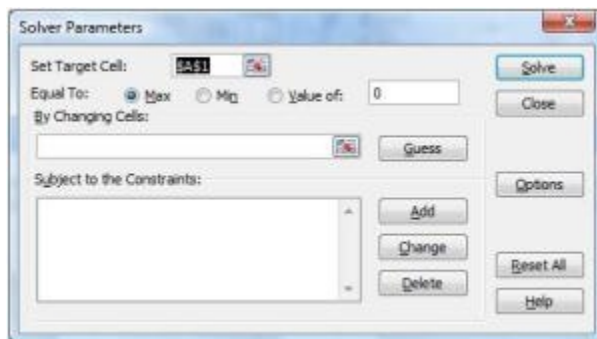 Solver Parameters
Set Target Cell: $A$1 Solve
Equal To: Max Min Value of: 0 Close
By Changing Cells:
Guess
Subject to the Constraints: Options
Add
Change
Reset All
Delete
Help